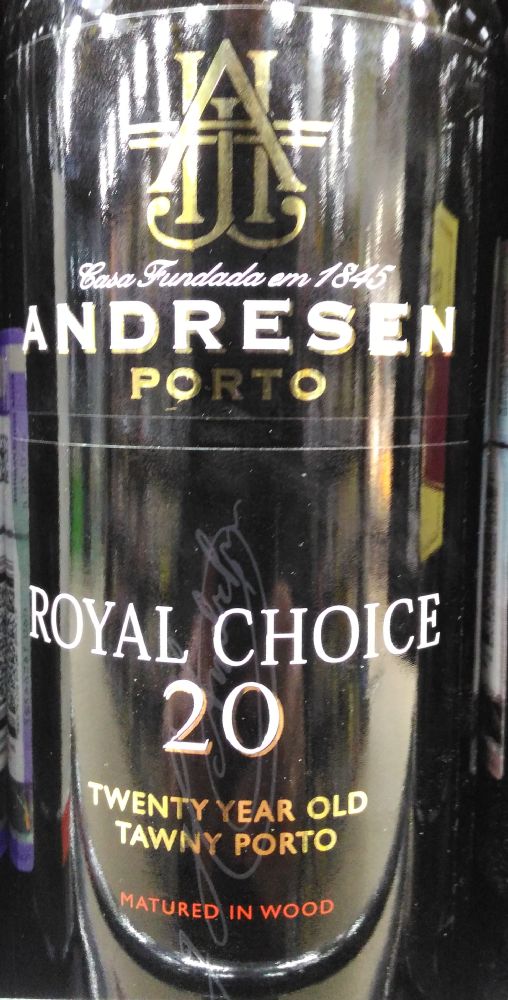 Casa Fundada em 1845
ANDRESEN
PORTO
ROYAL CHOICE
20
TWENTY YEAR OLD
TAWNY PORTO
MATURED IN WOOD